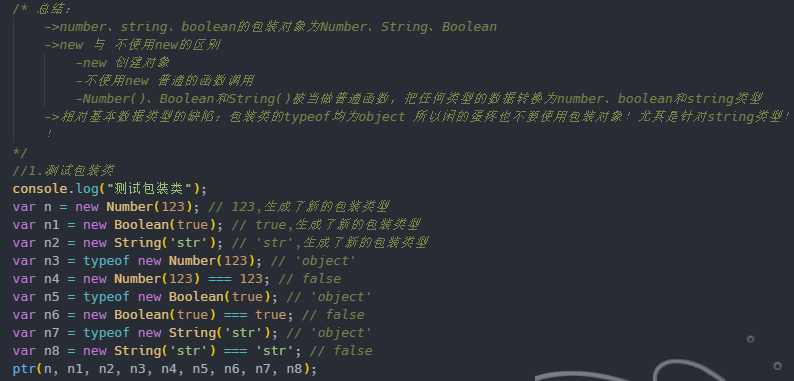 /* 总结:
->number、string、boolean的包装对象为Number、String、Boolean
->new 与 不使用new的区别
-new 创建对象
-不使用new 普通的函数调用
-Number()、Boolean和String()被当做普通函数，把任何类型的数据转换为number、boolean和string类型
->相对基本数据类型的缺陷：包装类的typeof均为object 所以闲的蛋疼也不要使用包装对象！尤其是针对string类型！
！
*/
//1.测试包装类
console.log("测试包装类");
var n = new Number(123); // 123,生成了新的包装类型
var n1 = new Boolean(true); // true,生成了新的包装类型
var n2 = new String('str'); // 'str',生成了新的包装类型
var n3 = typeof new Number(123); // 'object'
var n4 = new Number(123) === 123; // false
var n5 = typeof new Boolean(true); // 'object'
var n6 = new Boolean(true) === true; // false
var n7 = typeof new String('str'); // 'object'
var n8 = new String('str') === 'str'; // false
ptr(n, n1, n2, n3, n4, n5, n6, n7, n8);